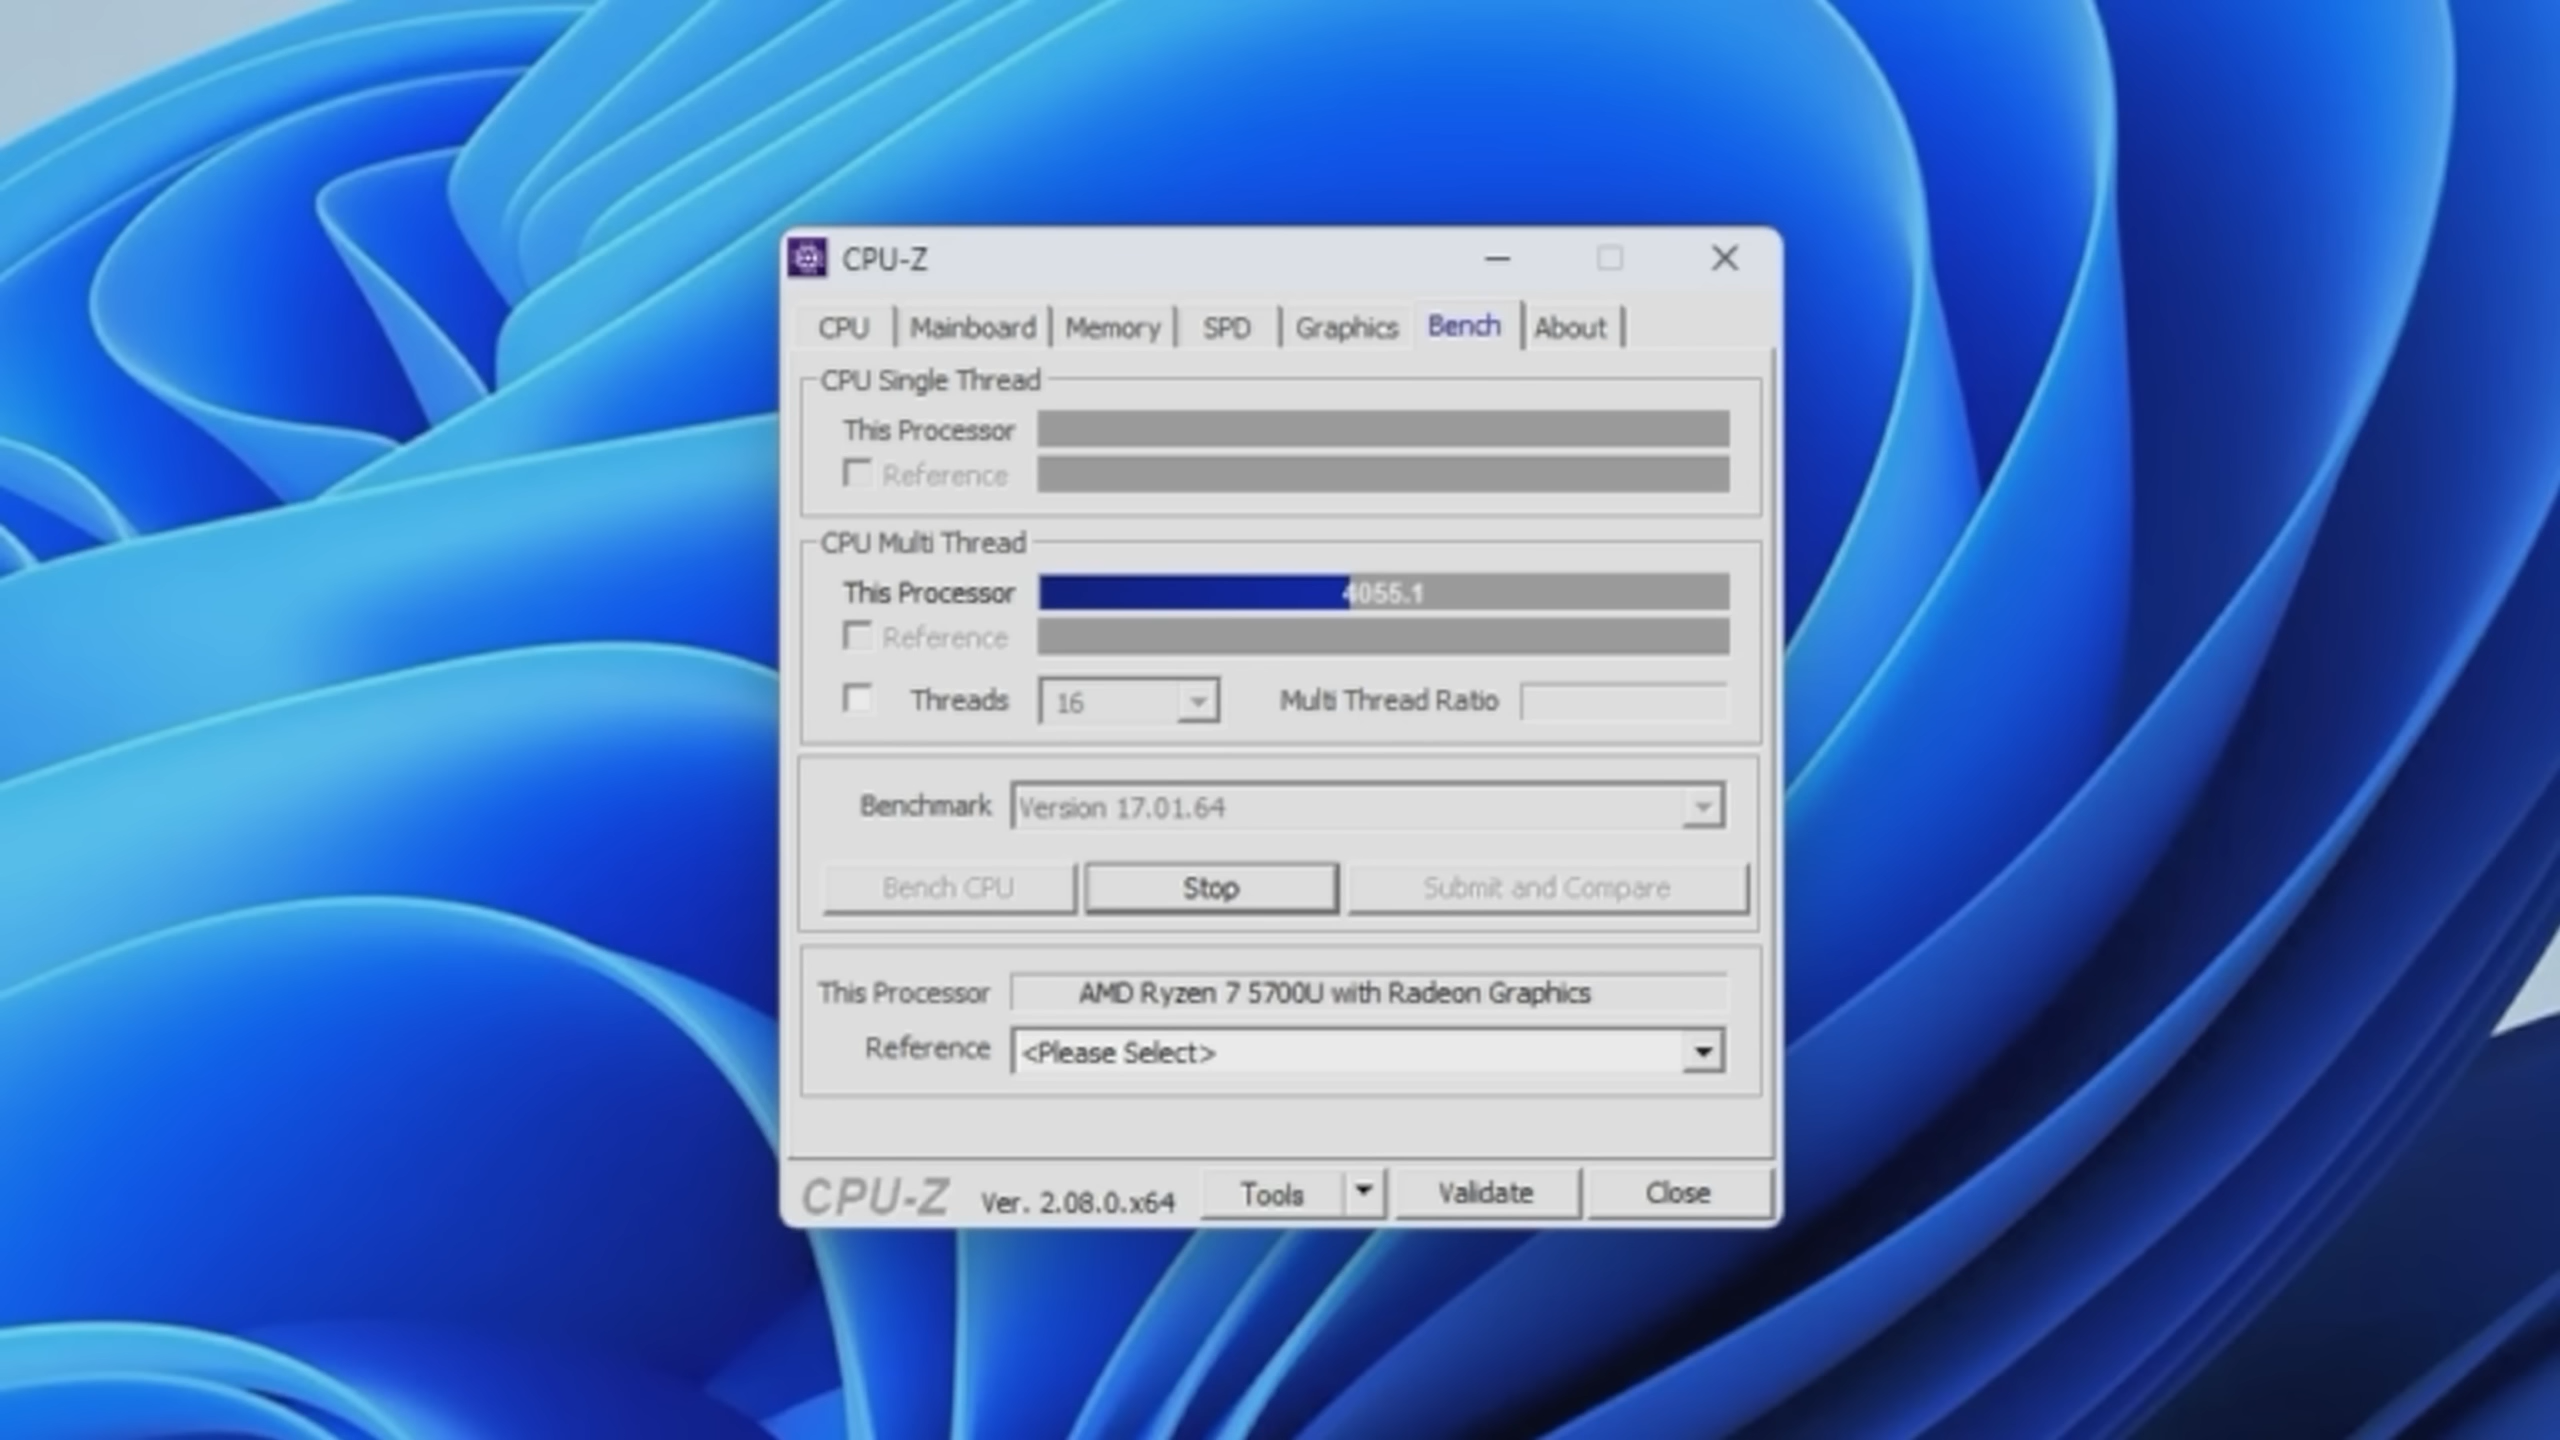 CPU-Z
CPU Mainboard Memory SPD Graphics Bench About
CPU Single Thread
This Processor
Reference
CPU Multi Thread
This Processor 4055.1
Reference
Threads 16 Multi Thread Ratio
Benchmark Version 17.01.64
Bench CPU Stop Submit and Compare
This Processor AMD Ryzen 7 5700U with Radeon Graphics
Reference <Please Select>
CPU-Z Ver. 2.08.0.x64 Tools Validate Close